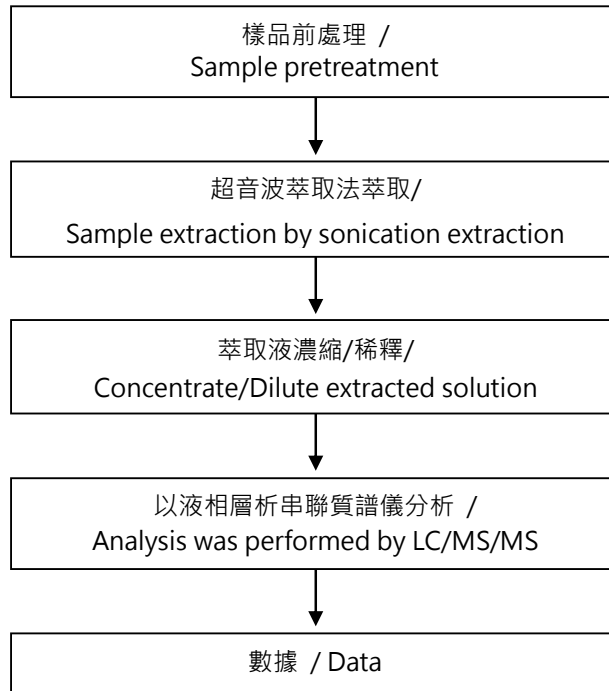 樣品前處理 /
Sample pretreatment
超音波萃取法萃取/
Sample extraction by sonication extraction
萃取液濃縮/稀釋/
Concentrate/Dilute extracted solution
以液相層析串聯質譜儀分析 /
Analysis was performed by LC/MS/MS
數據 / Data